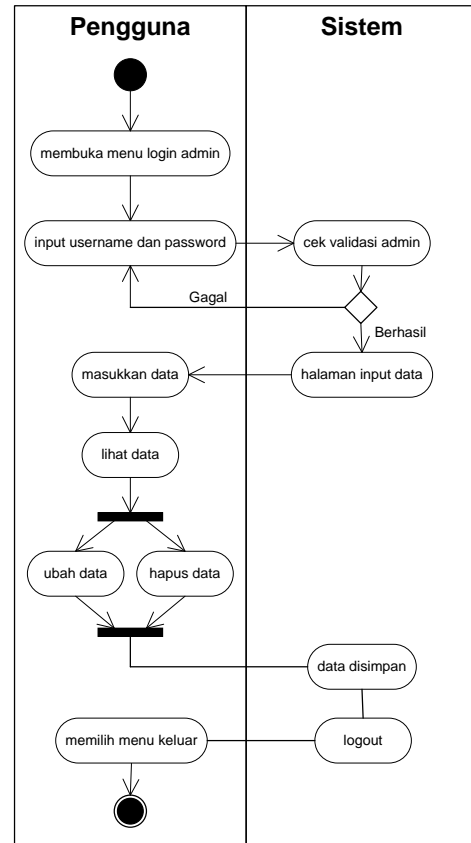 Pengguna
Sistem
membuka menu login admin
input username dan password
cek validasi admin
Gagal
Berhasil
masukkan data
halaman input data
lihat data
ubah data
hapus data
data disimpan
memilih menu keluar
logout